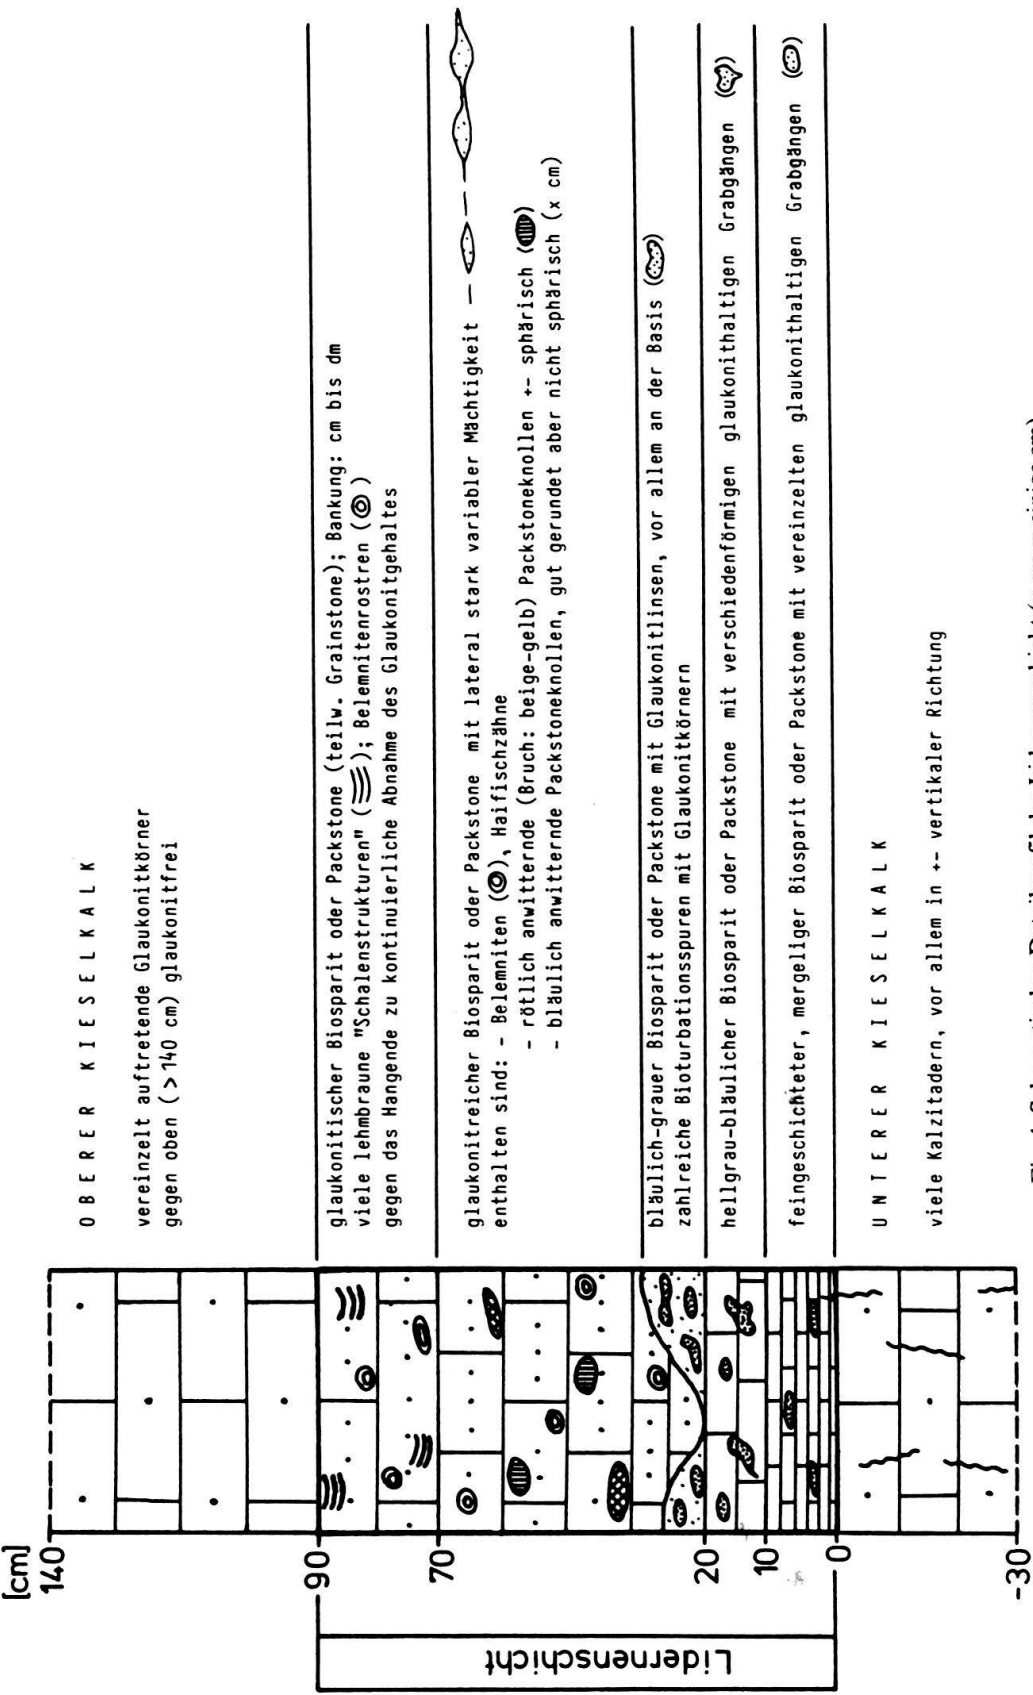 [cm]
140
90
70
20
10
0
-30
Lidernenschicht
OBERER KIESELKALK
vereinzelt auftretende Glaukonitkörner
gegen oben (>140 cm) glaukonitfrei
glaukonitischer Biosparit oder Packstone (teilw. Grainstone); Bankung: cm bis dm
viele lehmbraune "Schalenstrukturen" ( ); Belemnitenrostren ( )
gegen das Hangende zu kontinuierliche Abnahme des Glaukonitgehaltes
glaukonitreicher Biosparit oder Packstone mit lateral stark variabler Mächtigkeit
enthalten sind: - Belemniten ( ), Haifischzähne
- rötlich anwitternde (Bruch: beige-gelb) Packstoneknollen +- sphärisch ( )
- bläulich anwitternde Packstoneknollen, gut gerundet aber nicht sphärisch (x cm)
bläulich-grauer Biosparit oder Packstone mit Glaukonitlinsen, vor allem an der Basis ( )
zahlreiche Bioturbationsspuren mit Glaukonitkörnern
hellgrau-bläulicher Biosparit oder Packstone mit verschiedenförmigen glaukonithaltigen Grabgängen ( )
feingeschichteter, mergeliger Biosparit oder Packstone mit vereinzelten glaukonithaltigen Grabgängen ( )
UNTERER KIESELKALK
viele Kalzitadern, vor allem in +- vertikaler Richtung